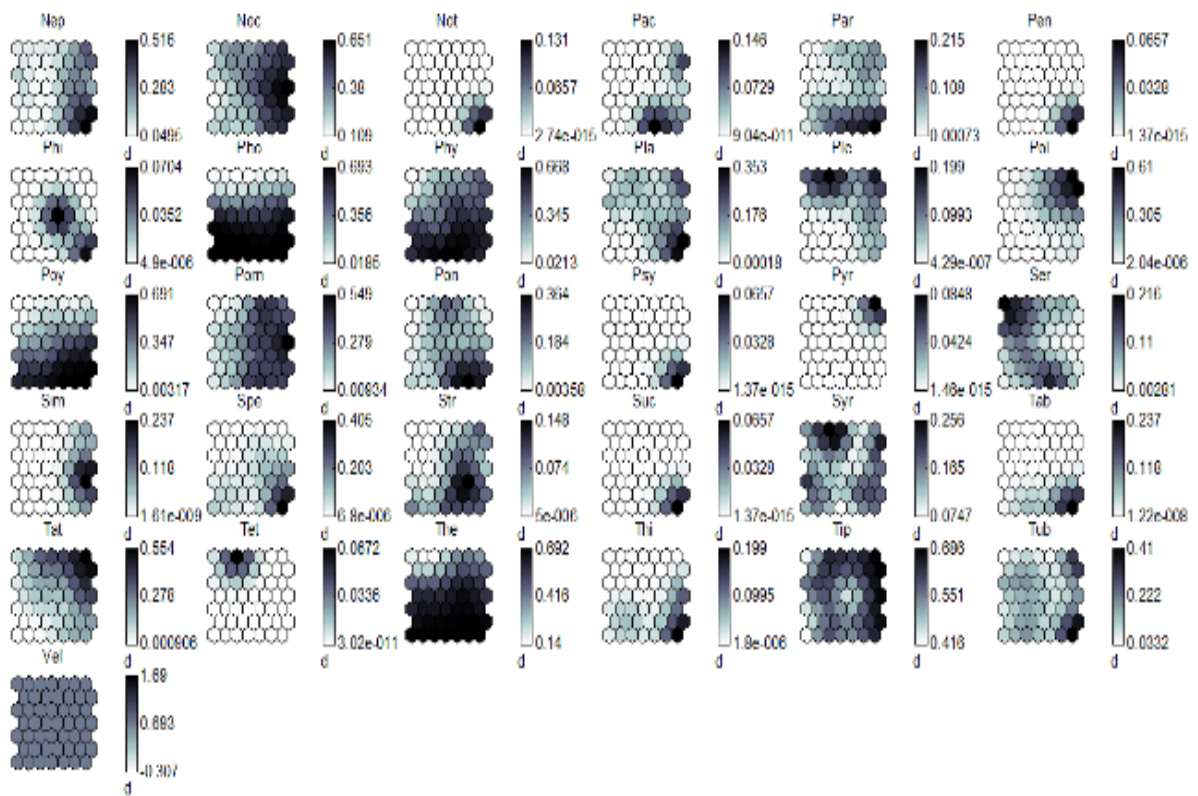 Nep Noc Not Pac Par Pen
0.516 0.651 0.131 0.146 0.215 0.0657
0.283 0.38 0.0657 0.0729 0.108 0.0328
0.0495 0.109 2.74e-015 9.04e-011 0.00073 1.37e-015
d d d d d d
Phi Pho Phy Pla Ple Pol
0.0704 0.693 0.668 0.353 0.199 0.61
0.0352 0.356 0.345 0.176 0.0993 0.305
4.9e-006 0.0185 0.0213 0.00019 4.29e-007 2.04e-006
d d d d d d
Poy Pom Pon Psy Pyr Ser
0.691 0.549 0.364 0.0657 0.0848 0.216
0.347 0.279 0.184 0.0328 0.0424 0.11
0.00317 0.00834 0.00358 1.37e-015 1.46e-015 0.00281
d d d d d d
Sim Spe Str Suc Syr Tab
0.237 0.405 0.148 0.0657 0.256 0.237
0.118 0.203 0.074 0.0328 0.165 0.118
1.61e-009 6.8e-006 5e-006 1.37e-015 0.0747 1.22e-008
d d d d d d
Tat Tet The Thi Tip Tub
0.554 0.0672 0.692 0.199 0.686 0.41
0.278 0.0336 0.416 0.0995 0.551 0.222
0.000906 3.02e-011 0.14 1.8e-006 0.416 0.0332
d d d d d d
Vel
1.69
0.693
-0.307
d